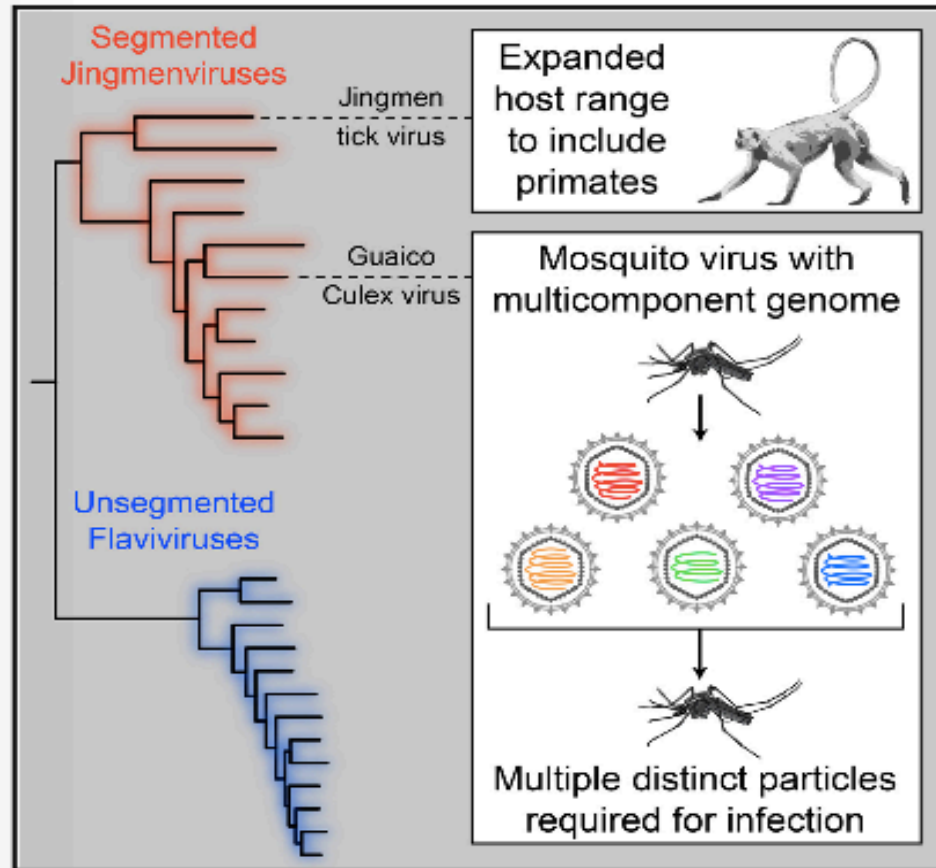 Segmented
Jingmenviruses
Jingmen
tick virus
Expanded
host range
to include
primates
Guaico
Culex virus
Mosquito virus with
multicomponent genome
Unsegmented
Flaviviruses
Multiple distinct particles
required for infection